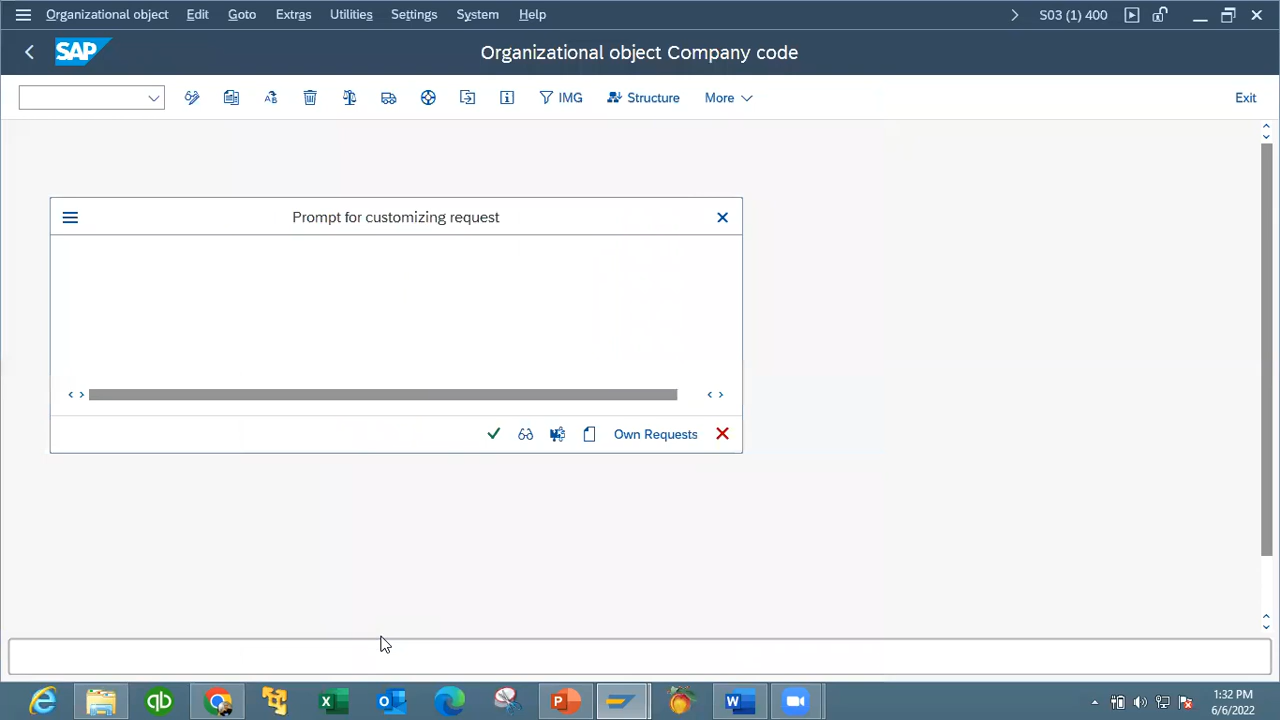 Organizational object Edit Goto Extras Utilities Settings System Help S03 (1) 400
SAP Organizational object Company code
IMG Structure More Exit
Prompt for customizing request
Own Requests
1:32 PM
6/6/2022